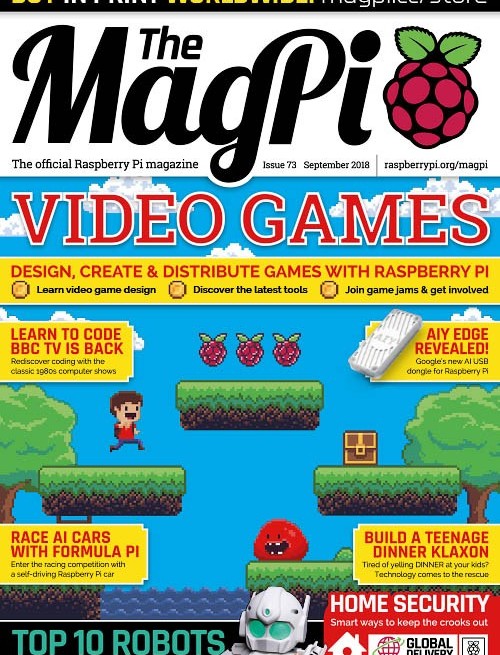 BUY IN PRINT WORLDWIDE! magpi.cc/store
The
MagPi
The official Raspberry Pi magazine
Issue 73 September 2018
raspberrypi.org/magpi
VIDEO GAMES
DESIGN, CREATE & DISTRIBUTE GAMES WITH RASPBERRY PI
Learn video game design
Discover the latest tools
Join game jams & get involved
LEARN TO CODE
BBC TV IS BACK
Rediscover coding with the
classic 1980s computer shows
AIY EDGE
REVEALED!
Google's new AI USB
dongle for Raspberry Pi
AIY
RACE AI CARS
WITH FORMULA PI
Enter the racing competition with
a self-driving Raspberry Pi car
BUILD A TEENAGE
DINNER KLAXON
Tired of yelling DINNER at your kids?
Technology comes to the rescue
HOME SECURITY
Smart ways to keep the crooks out
TOP 10 ROBOTS
GLOBAL
DELIVERY